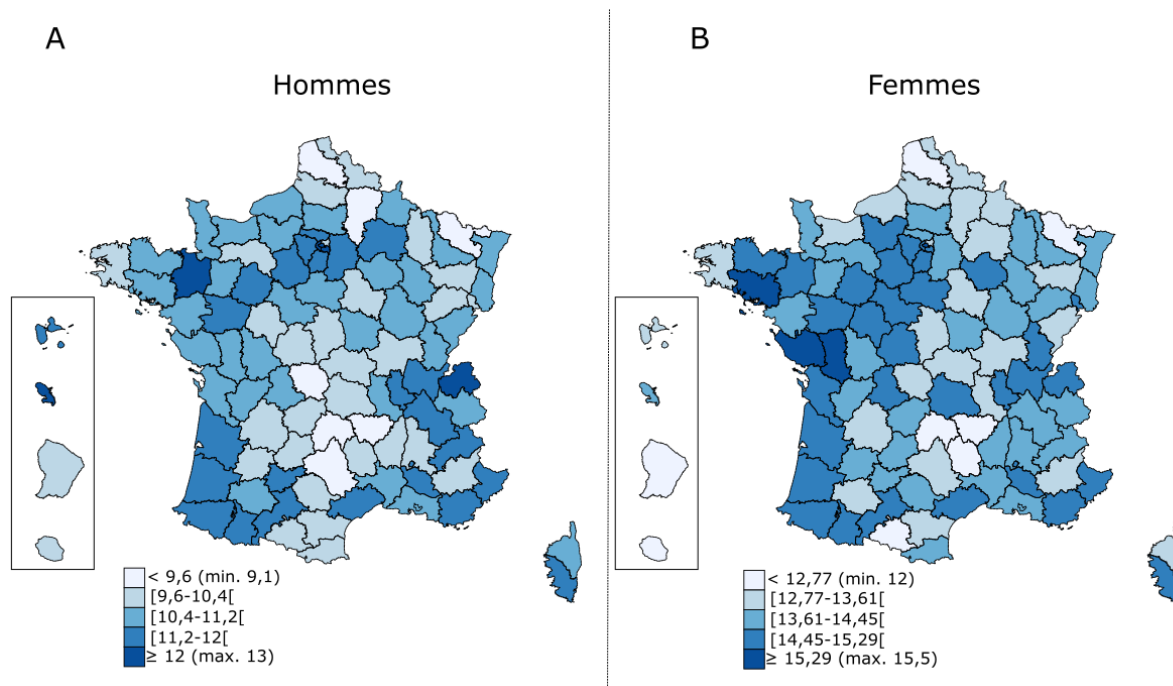 A
Hommes
< 9,6 (min. 9,1)
[9,6-10,4[
[10,4-11,2[
[11,2-12[
≥ 12 (max. 13)
B
Femmes
< 12,77 (min. 12)
[12,77-13,61[
[13,61-14,45[
[14,45-15,29[
≥ 15,29 (max. 15,5)